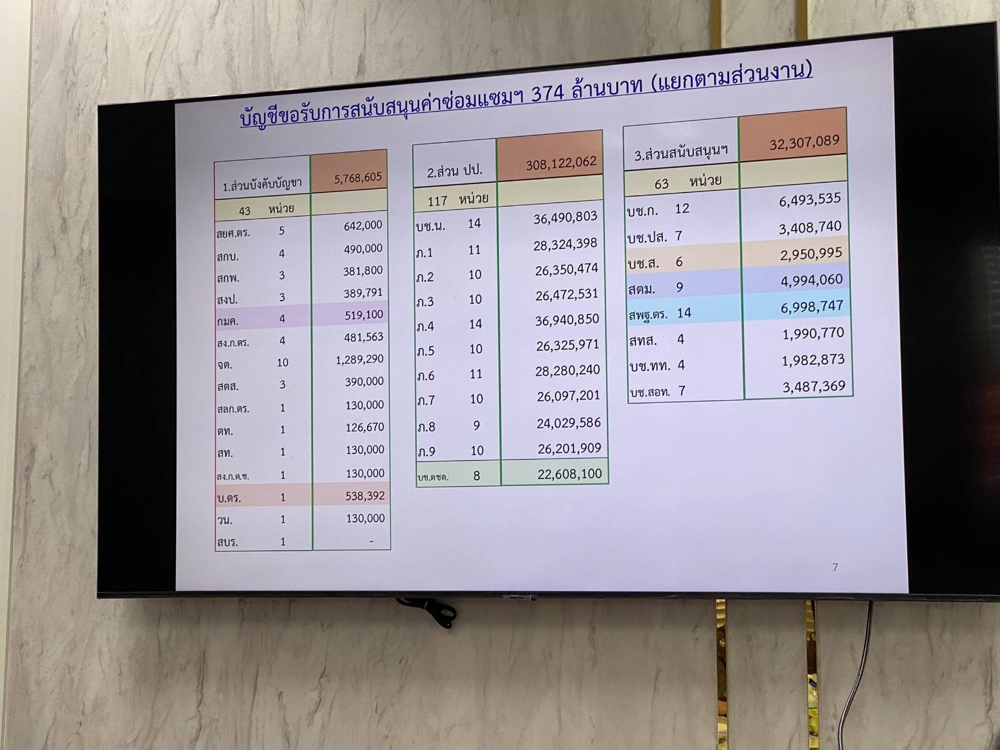 บัญชีขอรับการสนับสนุนค่าซ่อมแซมฯ 374 ล้านบาท (แยกตามส่วนงาน)
1.ส่วนบังคับบัญชา 5,768,605
43 หน่วย
สยศ.ตร. 5 642,000
สกบ. 4 490,000
สกพ. 3 381,800
สงป. 3 389,791
กมค. 4 519,100
สง.ก.ตร. 4 481,563
จต. 10 1,289,290
สตส. 3 390,000
สลก.ตร. 1 130,000
ตท. 1 126,670
สท. 1 130,000
สง.ก.ต.ช. 1 130,000
บ.ตร. 1 538,392
วน. 1 130,000
สบร. 1 -
2.ส่วน ปป. 308,122,062
117 หน่วย
บช.น. 14 36,490,803
ภ.1 11 28,324,398
ภ.2 10 26,350,474
ภ.3 10 26,472,531
ภ.4 14 36,940,850
ภ.5 10 26,325,971
ภ.6 11 28,280,240
ภ.7 10 26,097,201
ภ.8 9 24,029,586
ภ.9 10 26,201,909
บช.ตชด. 8 22,608,100
3.ส่วนสนับสนุนฯ 32,307,089
63 หน่วย
บช.ก. 12 6,493,535
บช.ปส. 7 3,408,740
บช.ส. 6 2,950,995
สตม. 9 4,994,060
สพฐ.ตร. 14 6,998,747
สทส. 4 1,990,770
บช.ทท. 4 1,982,873
บช.สอท. 7 3,487,369
7